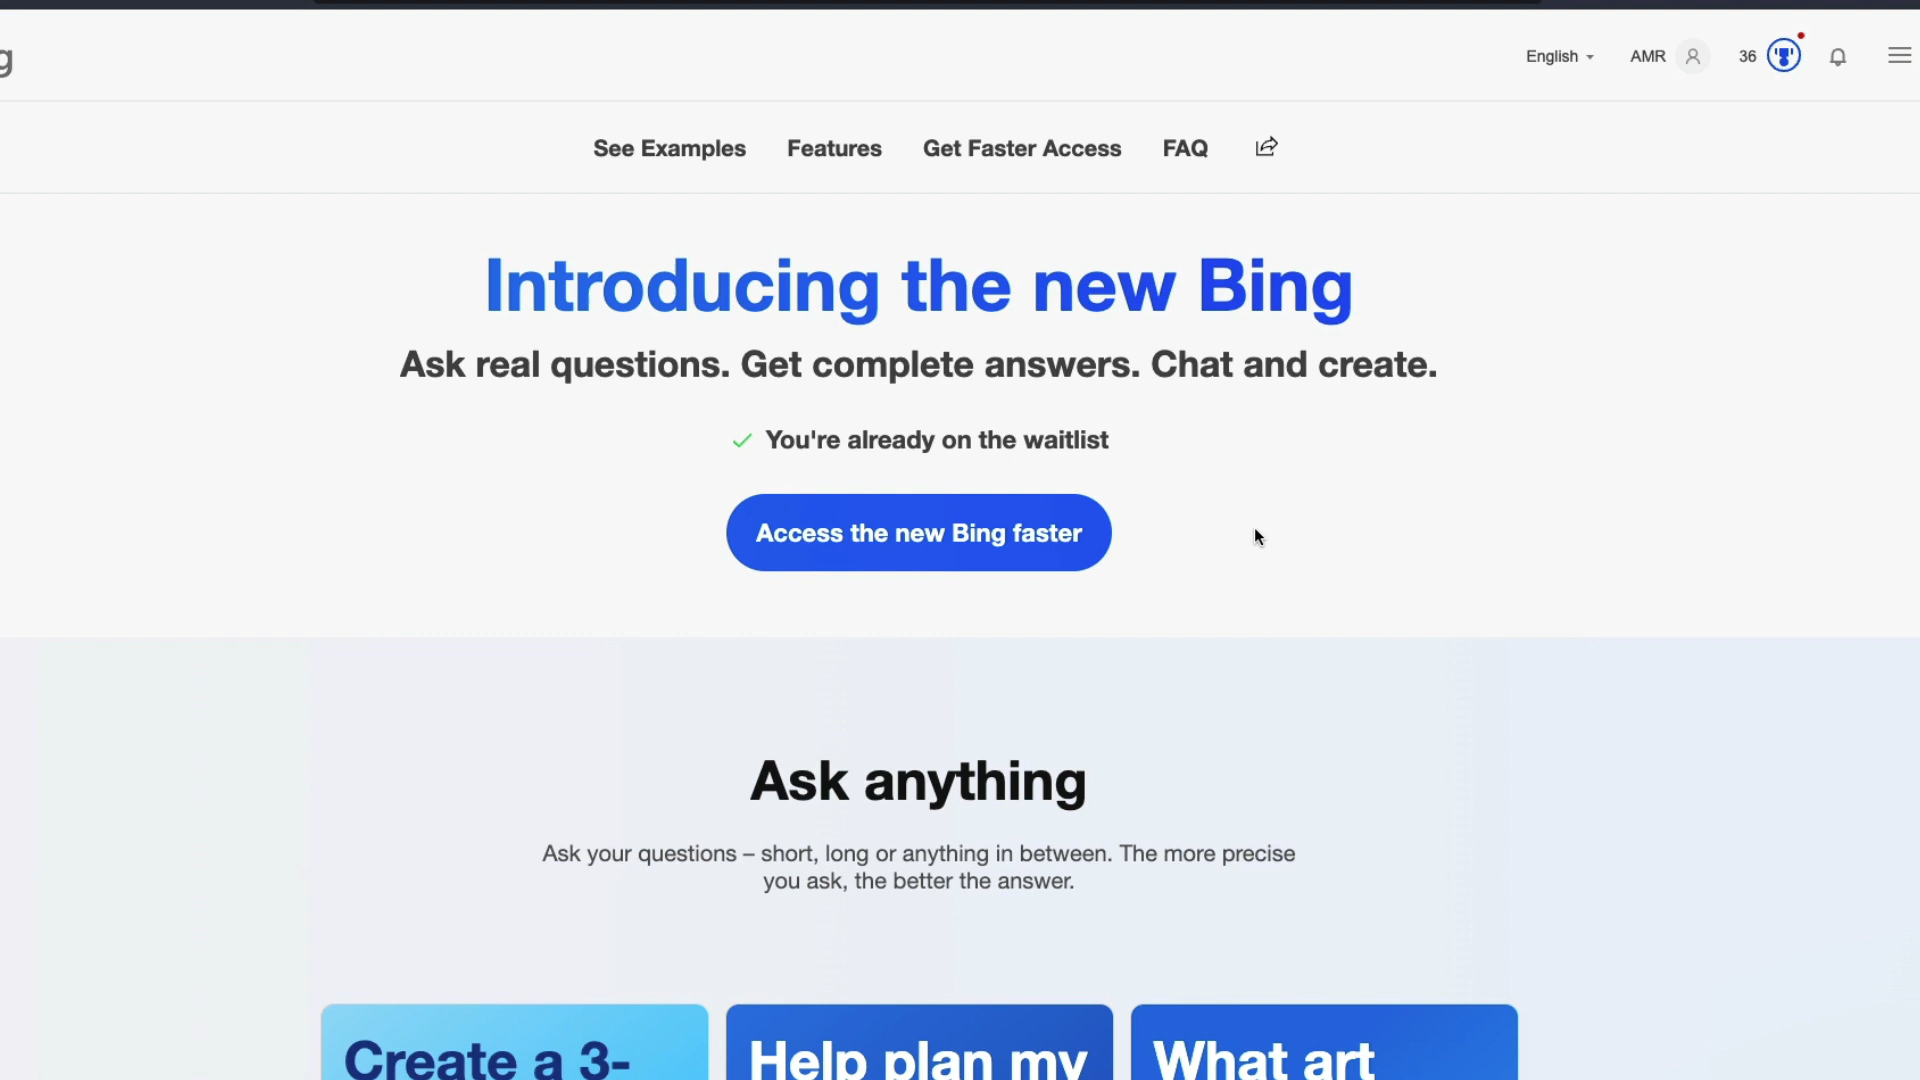 g
English
AMR
36
See Examples
Features
Get Faster Access
FAQ
Introducing the new Bing
Ask real questions. Get complete answers. Chat and create.
You're already on the waitlist
Access the new Bing faster
Ask anything
Ask your questions – short, long or anything in between. The more precise
you ask, the better the answer.
Create a 3-
Help plan my
What art